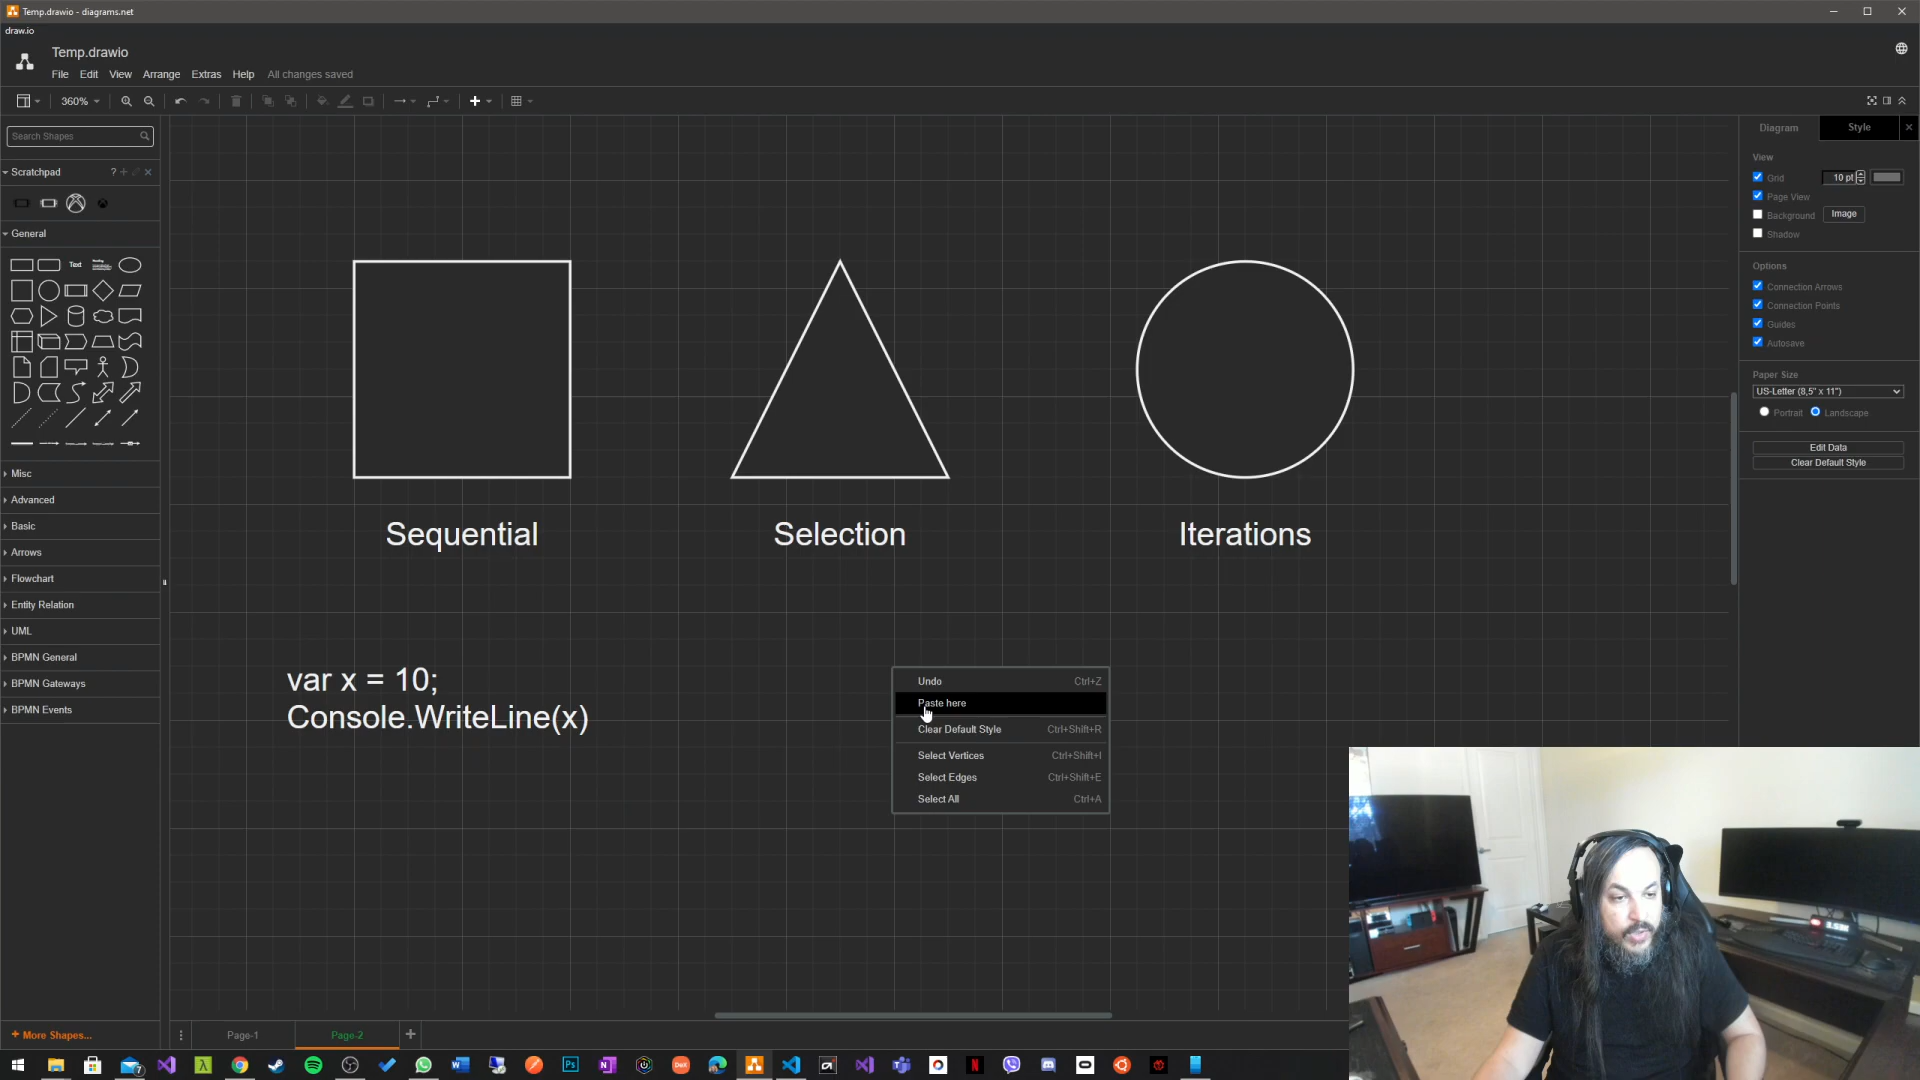 Temp.drawio - diagrams.net
draw.io
Temp.drawio
File Edit View Arrange Extras Help All changes saved
360%
Search Shapes
Scratchpad ?
General
Text
Misc
Advanced
Basic
Arrows
Flowchart
Entity Relation
UML
BPMN General
BPMN Gateways
BPMN Events
+ More Shapes...
Sequential
Selection
Iterations
var x = 10;
Console.WriteLine(x)
Undo Ctrl+Z
Paste here
Clear Default Style Ctrl+Shift+R
Select Vertices Ctrl+Shift+I
Select Edges Ctrl+Shift+E
Select All Ctrl+A
Diagram Style
View
Grid 10 pt
Page View
Background Image
Shadow
Options
Connection Arrows
Connection Points
Guides
Autosave
Paper Size
US-Letter (8,5" x 11")
Portrait Landscape
Edit Data
Clear Default Style
Page-1 Page-2